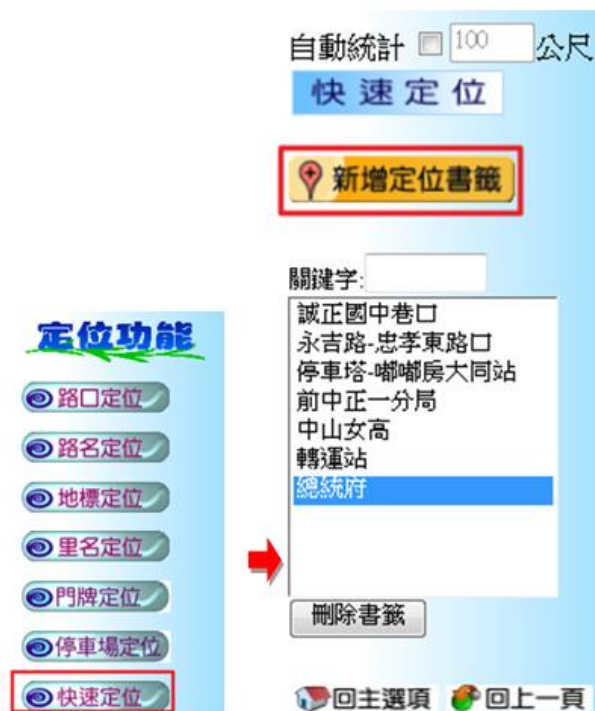 定位功能
路口定位
路名定位
地標定位
里名定位
門牌定位
停車場定位
快速定位
自動統計 100 公尺
快速定位
新增定位書籤
關鍵字:
誠正國中巷口
永吉路-忠孝東路口
停車塔-嘟嘟房大同站
前中正一分局
中山女高
轉運站
總統府
刪除書籤
回主選項 回上一頁